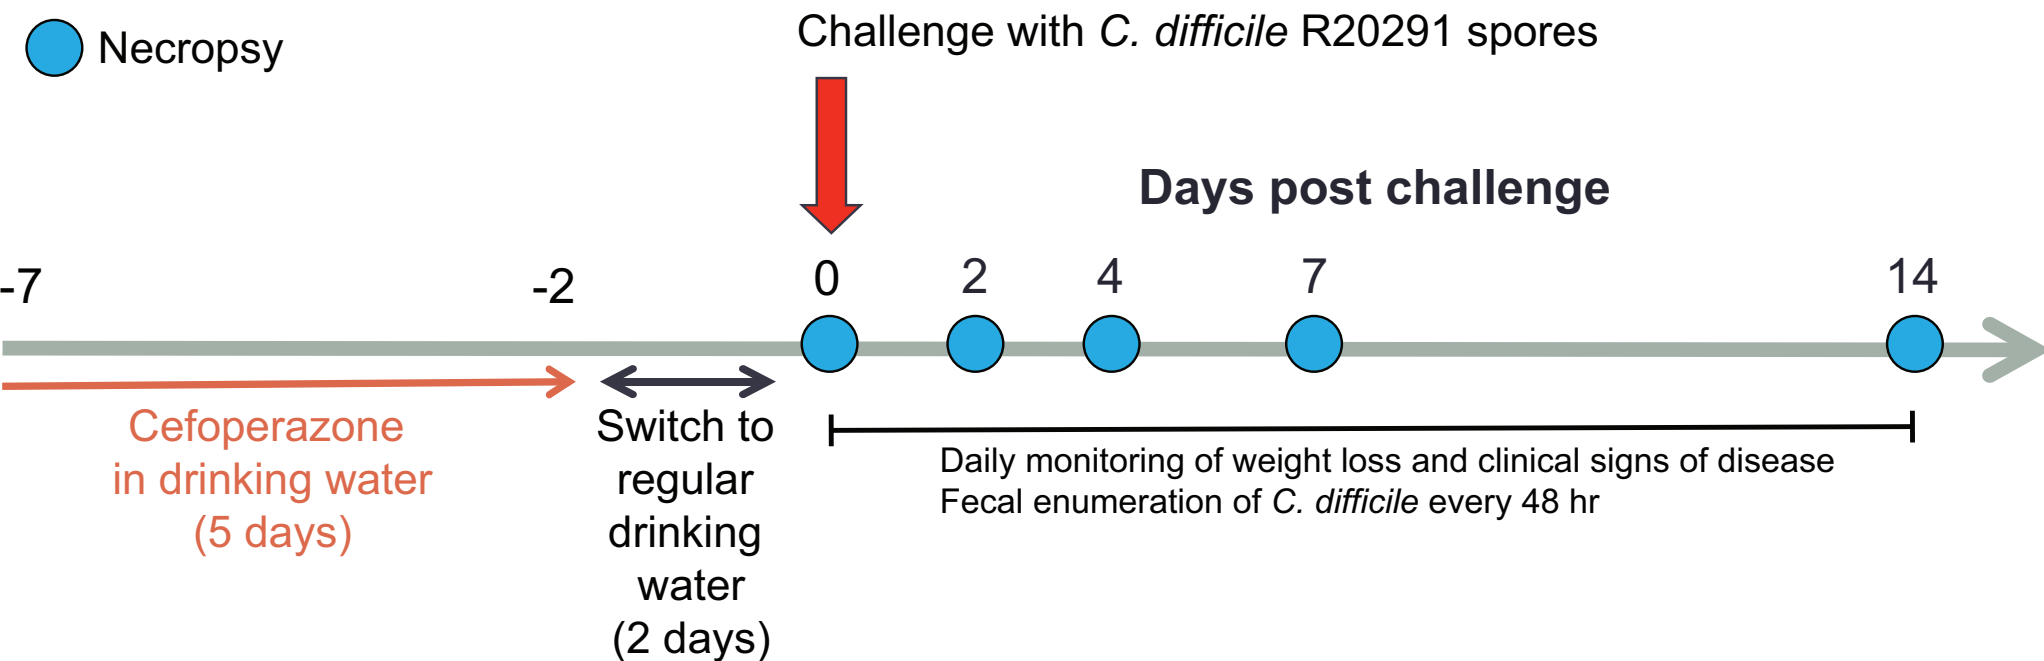 Necropsy
Challenge with C. difficile R20291 spores
Days post challenge
-7
-2
0
2
4
7
14
Cefoperazone
in drinking water
(5 days)
Switch to
regular
drinking
water
(2 days)
Daily monitoring of weight loss and clinical signs of disease
Fecal enumeration of C. difficile every 48 hr